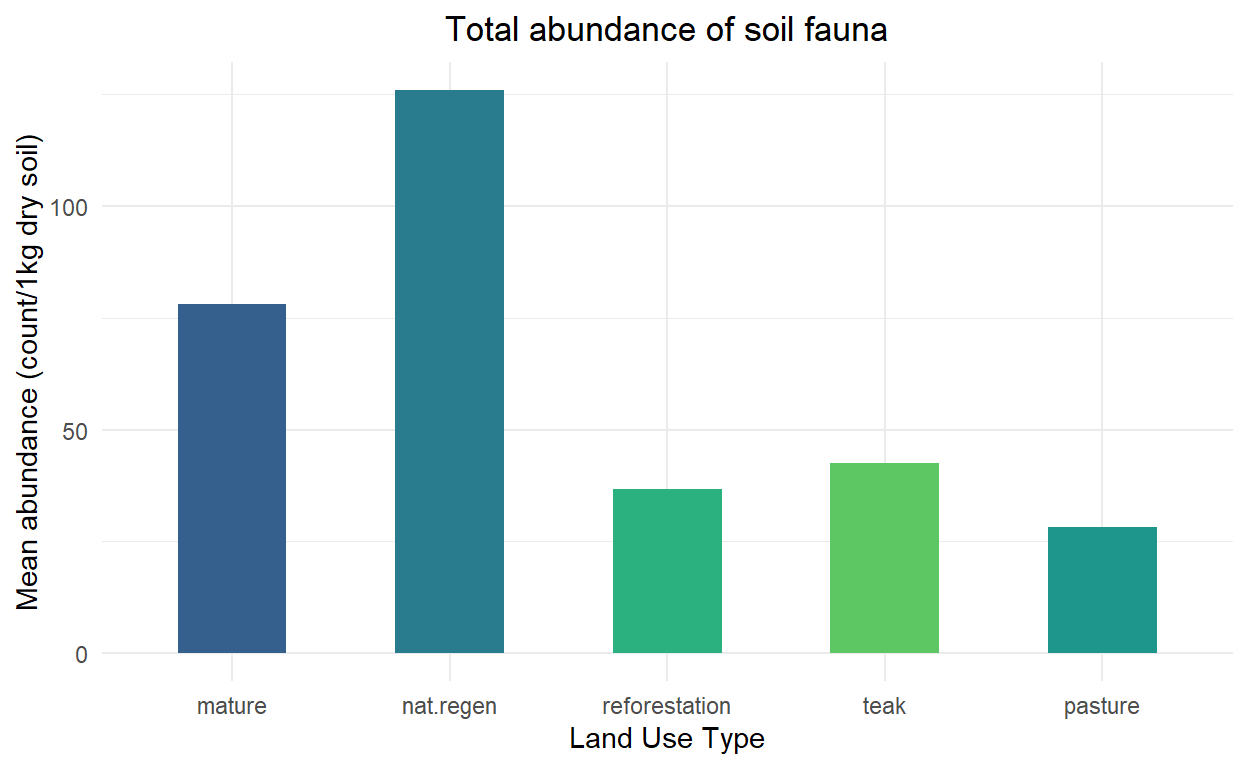 Total abundance of soil fauna
Mean abundance (count/1kg dry soil)
100
50
0
mature nat.regen reforestation teak pasture
Land Use Type